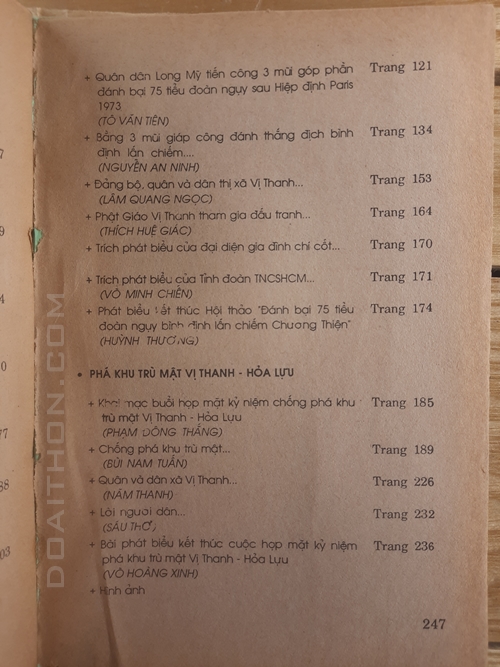 + Quân dân Long Mỹ tiến công 3 mũi góp phần Trang 121
đánh bại 75 tiểu đoàn ngụy sau Hiệp định Paris
1973
(TÔ VĂN TIÊN)
+ Bằng 3 mũi giáp công đánh thắng địch bình Trang 134
định lấn chiếm....
(NGUYỄN AN NINH)
+ Đảng bộ, quân và dân thị xã Vị Thanh... Trang 153
(LÂM QUANG NGỌC)
+ Phật Giáo Vị Thanh tham gia đấu tranh... Trang 164
(THÍCH HUỆ GIÁC)
+ Trích phát biểu của đại diện gia đình chí cốt... Trang 170
+ Trích phát biểu của Tỉnh đoàn TNCSHCM... Trang 171
(VÕ MINH CHIẾN)
+ Phát biểu kết thúc Hội thảo "Đánh bại 75 tiểu Trang 174
đoàn ngụy bình định lấn chiếm Chương Thiện"
(HUỲNH THƯƠNG)
+ PHÁ KHU TRÙ MẬT VỊ THANH - HỎA LỰU
+ Khai mạc buổi họp mặt kỷ niệm chống phá khu Trang 185
trù mật Vị Thanh - Hỏa Lựu
(PHẠM ĐỒNG THẮNG)
+ Chống phá khu trù mật... Trang 189
(BÙI NAM TUẤN)
+ Quân và dân xã Vị Thanh... Trang 226
(NĂM THANH)
+ Lời người dân... Trang 232
(SÁU THƠ)
+ Bài phát biểu kết thúc cuộc họp mặt kỷ niệm Trang 236
phá khu trù mật Vị Thanh - Hỏa Lựu
(VÕ HOÀNG XINH)
+ Hình ảnh
247
DOAITHON.COM